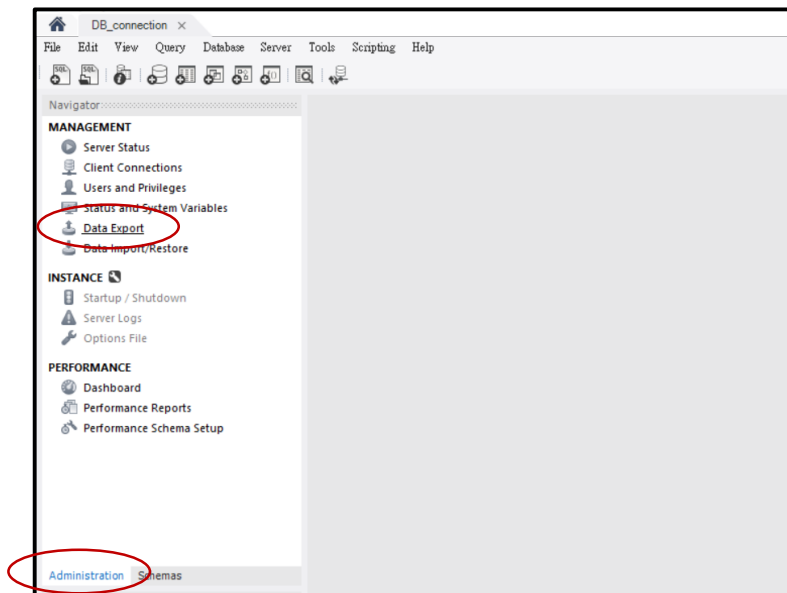 DB_connection ×
File Edit View Query Database Server Tools Scripting Help
SQL SQL
Navigator
MANAGEMENT
Server Status
Client Connections
Users and Privileges
Status and System Variables
Data Export
Data Import/Restore
INSTANCE
Startup / Shutdown
Server Logs
Options File
PERFORMANCE
Dashboard
Performance Reports
Performance Schema Setup
Administration Schemas